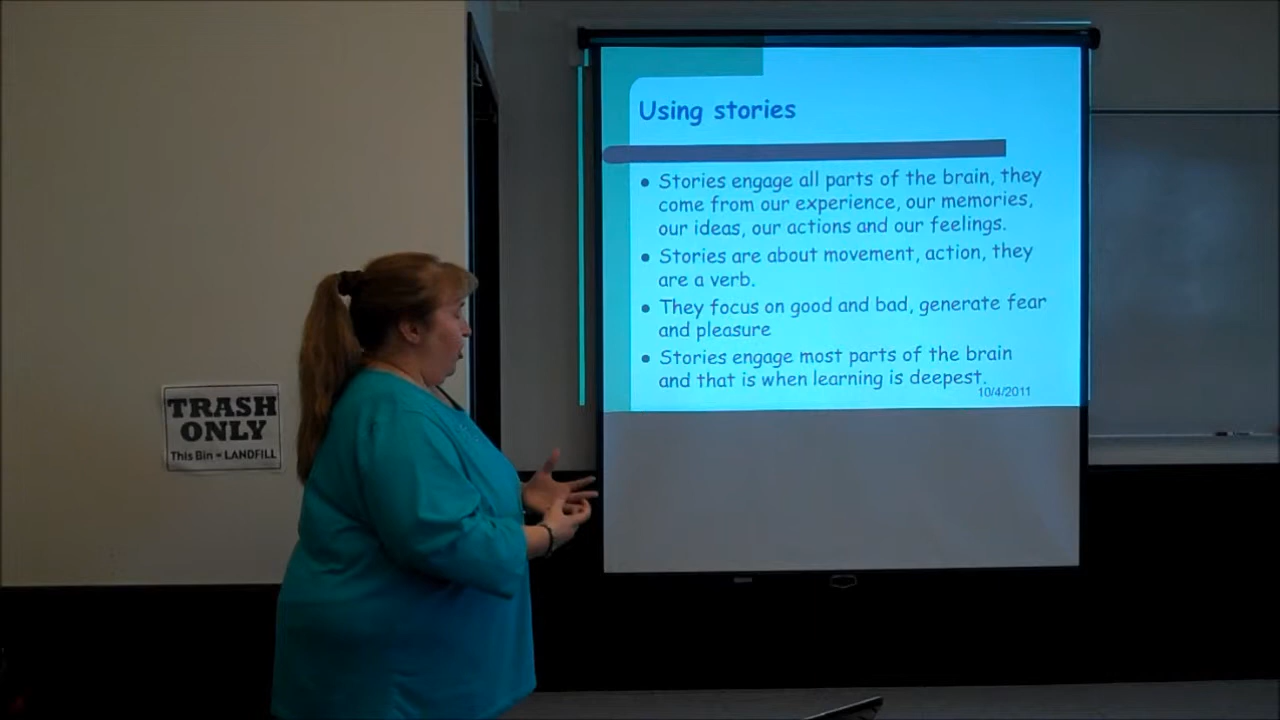 Using stories
• Stories engage all parts of the brain, they
come from our experience, our memories,
our ideas, our actions and our feelings.
• Stories are about movement, action, they
are a verb.
• They focus on good and bad, generate fear
and pleasure
• Stories engage most parts of the brain
and that is when learning is deepest.
10/4/2011
TRASH
ONLY
This Bin = LANDFILL